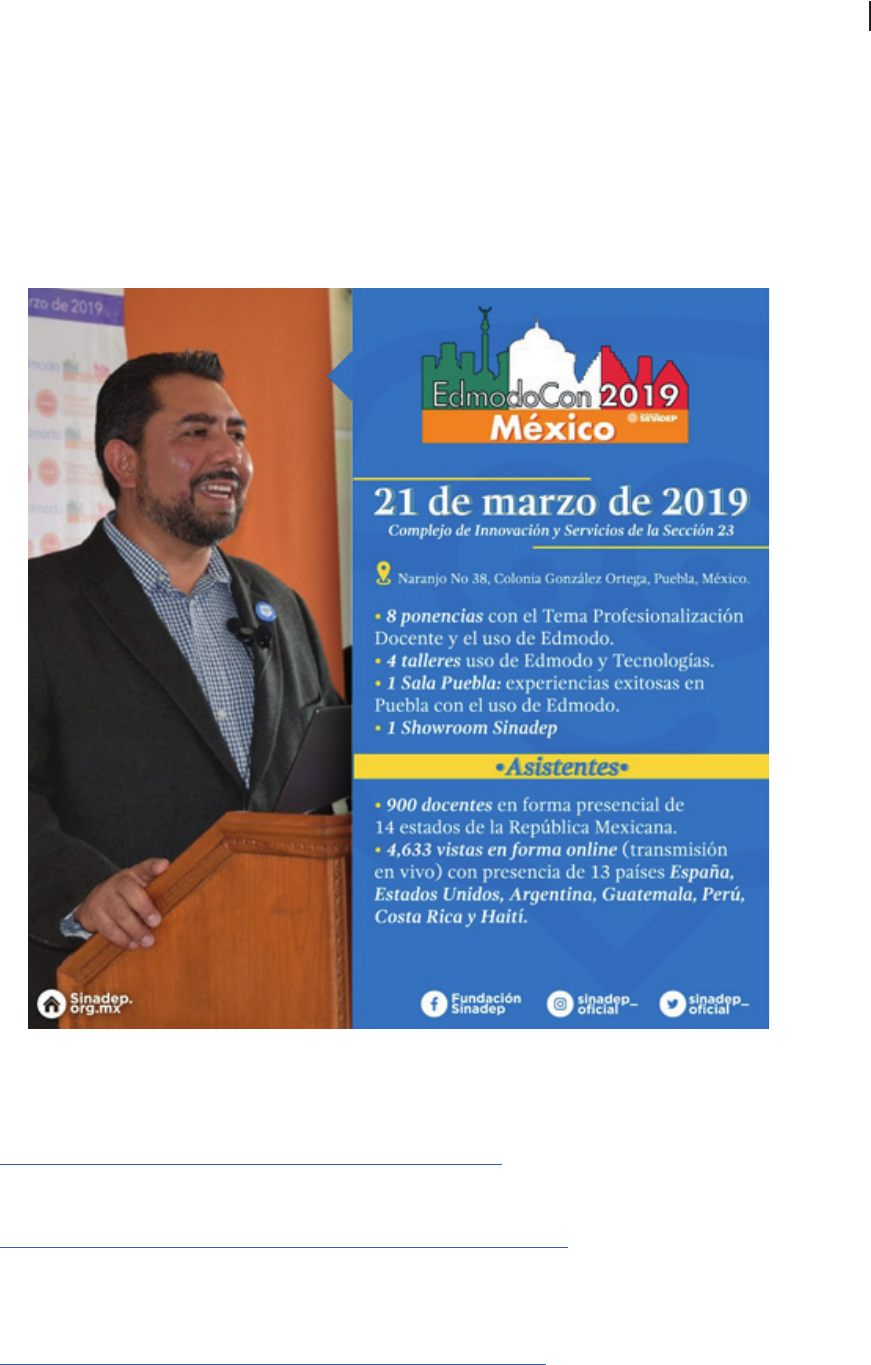 rzo de 2019
EdmodoCon 2019
México SINADEP
21 de marzo de 2019
Complejo de Innovación y Servicios de la Sección 23
Naranjo No 38, Colonia González Ortega, Puebla, México.
• 8 ponencias con el Tema Profesionalización
Docente y el uso de Edmodo.
• 4 talleres uso de Edmodo y Tecnologías.
• 1 Sala Puebla: experiencias exitosas en
Puebla con el uso de Edmodo.
• 1 Showroom Sinadep
•Asistentes•
• 900 docentes en forma presencial de
14 estados de la República Mexicana.
• 4,633 vistas en forma online (transmisión
en vivo) con presencia de 13 países España,
Estados Unidos, Argentina, Guatemala, Perú,
Costa Rica y Haití.
Sinadep.
org.mx
Fundación
Sinadep
sinadep_
oficial
sinadep_
oficial